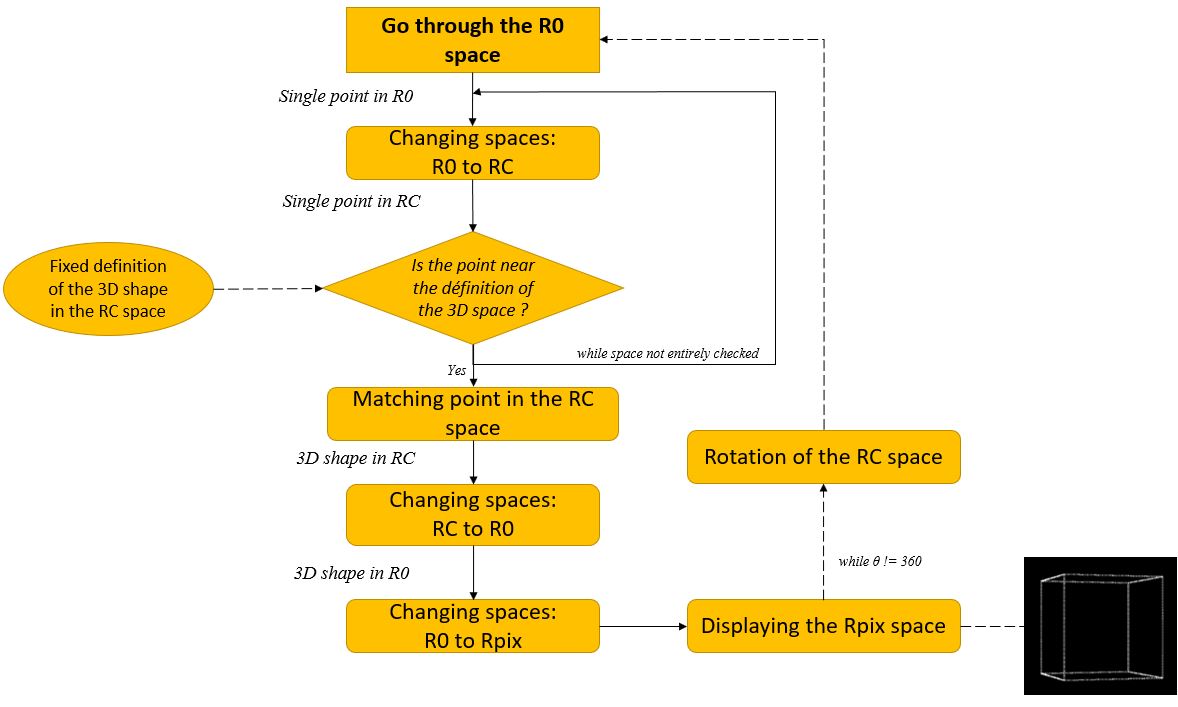 Go through the R0
space
Single point in R0
Changing spaces:
R0 to RC
Single point in RC
Fixed definition
of the 3D shape
in the RC space
Is the point near
the définition of
the 3D space ?
while space not entirely checked
Yes
Matching point in the RC
space
3D shape in RC
Rotation of the RC space
Changing spaces:
RC to R0
3D shape in R0
while θ != 360
Changing spaces:
R0 to Rpix
Displaying the Rpix space